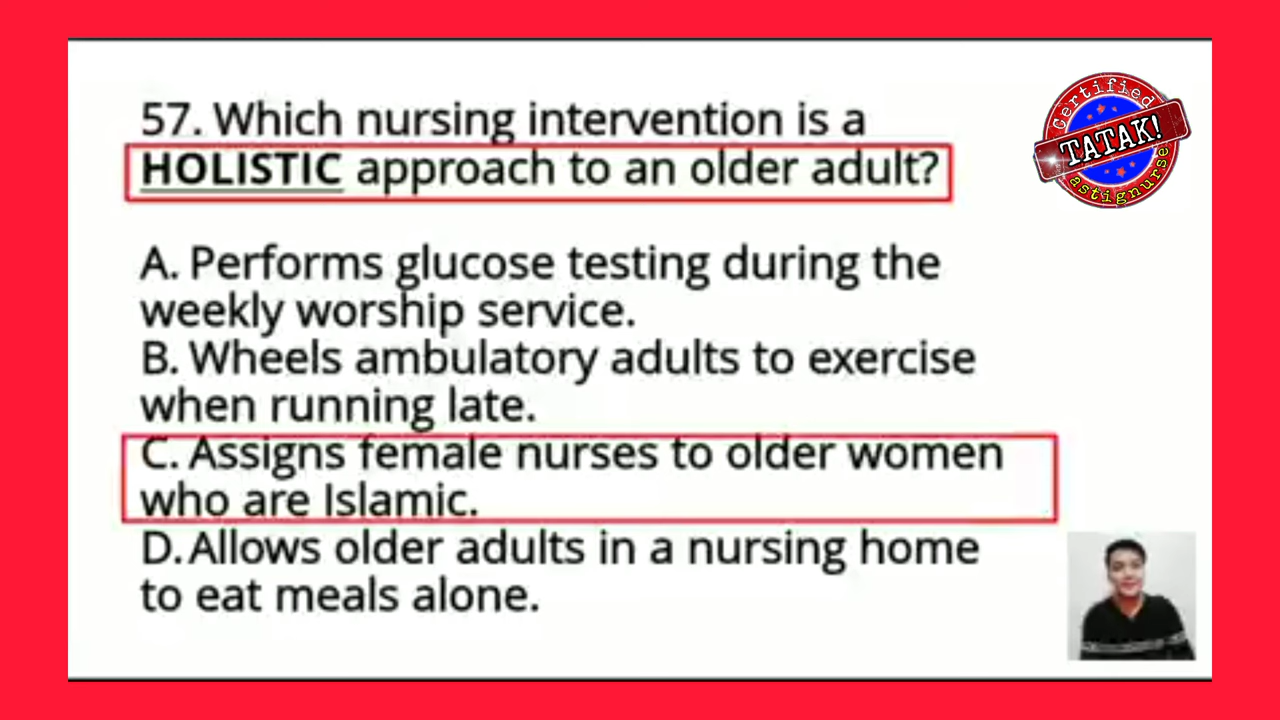 57. Which nursing intervention is a
HOLISTIC approach to an older adult?
A. Performs glucose testing during the
weekly worship service.
B. Wheels ambulatory adults to exercise
when running late.
C. Assigns female nurses to older women
who are Islamic.
D. Allows older adults in a nursing home
to eat meals alone.
Certified
TATAK!
astignurse